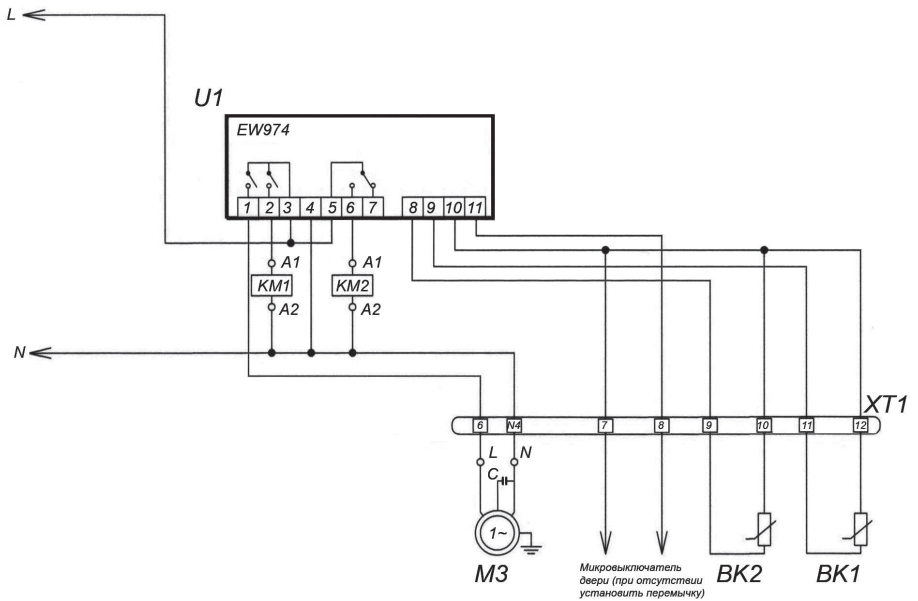 L
U1
EW974
1 2 3 4 5 6 7 8 9 10 11
A1 A1
KM1 KM2
A2 A2
N
XT1
6 N4 7 8 9 10 11 12
L N
C
1~
M3
BK2
BK1
Микровыключатель
двери (при отсутствии
установить перемычку)